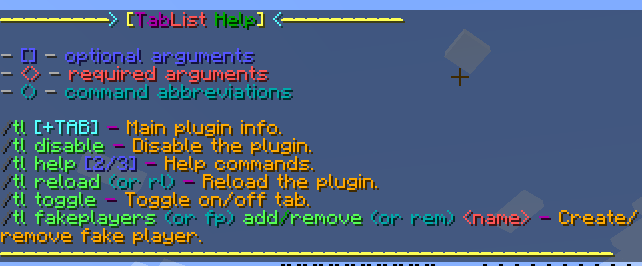 ----------> [TabList Help] <-----------
- [] - optional arguments
- <> - required arguments
- () - command abbreviations
/tl [+TAB] - Main plugin info.
/tl disable - Disable the plugin.
/tl help [2/3] - Help commands.
/tl reload (or rl) - Reload the plugin.
/tl toggle - Toggle on/off tab.
/tl fakeplayers (or fp) add/remove (or rem) <name> - Create/
remove fake player.